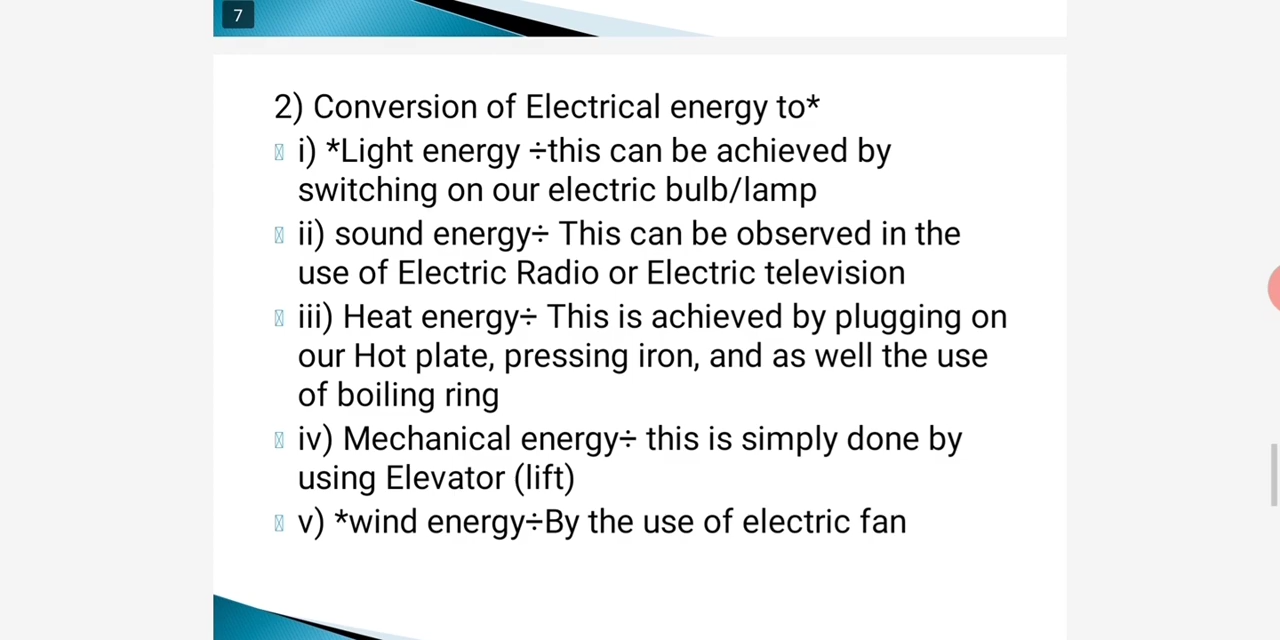 7
2) Conversion of Electrical energy to*
i) *Light energy ÷this can be achieved by
switching on our electric bulb/lamp
ii) sound energy÷ This can be observed in the
use of Electric Radio or Electric television
iii) Heat energy÷ This is achieved by plugging on
our Hot plate, pressing iron, and as well the use
of boiling ring
iv) Mechanical energy÷ this is simply done by
using Elevator (lift)
v) *wind energy÷By the use of electric fan